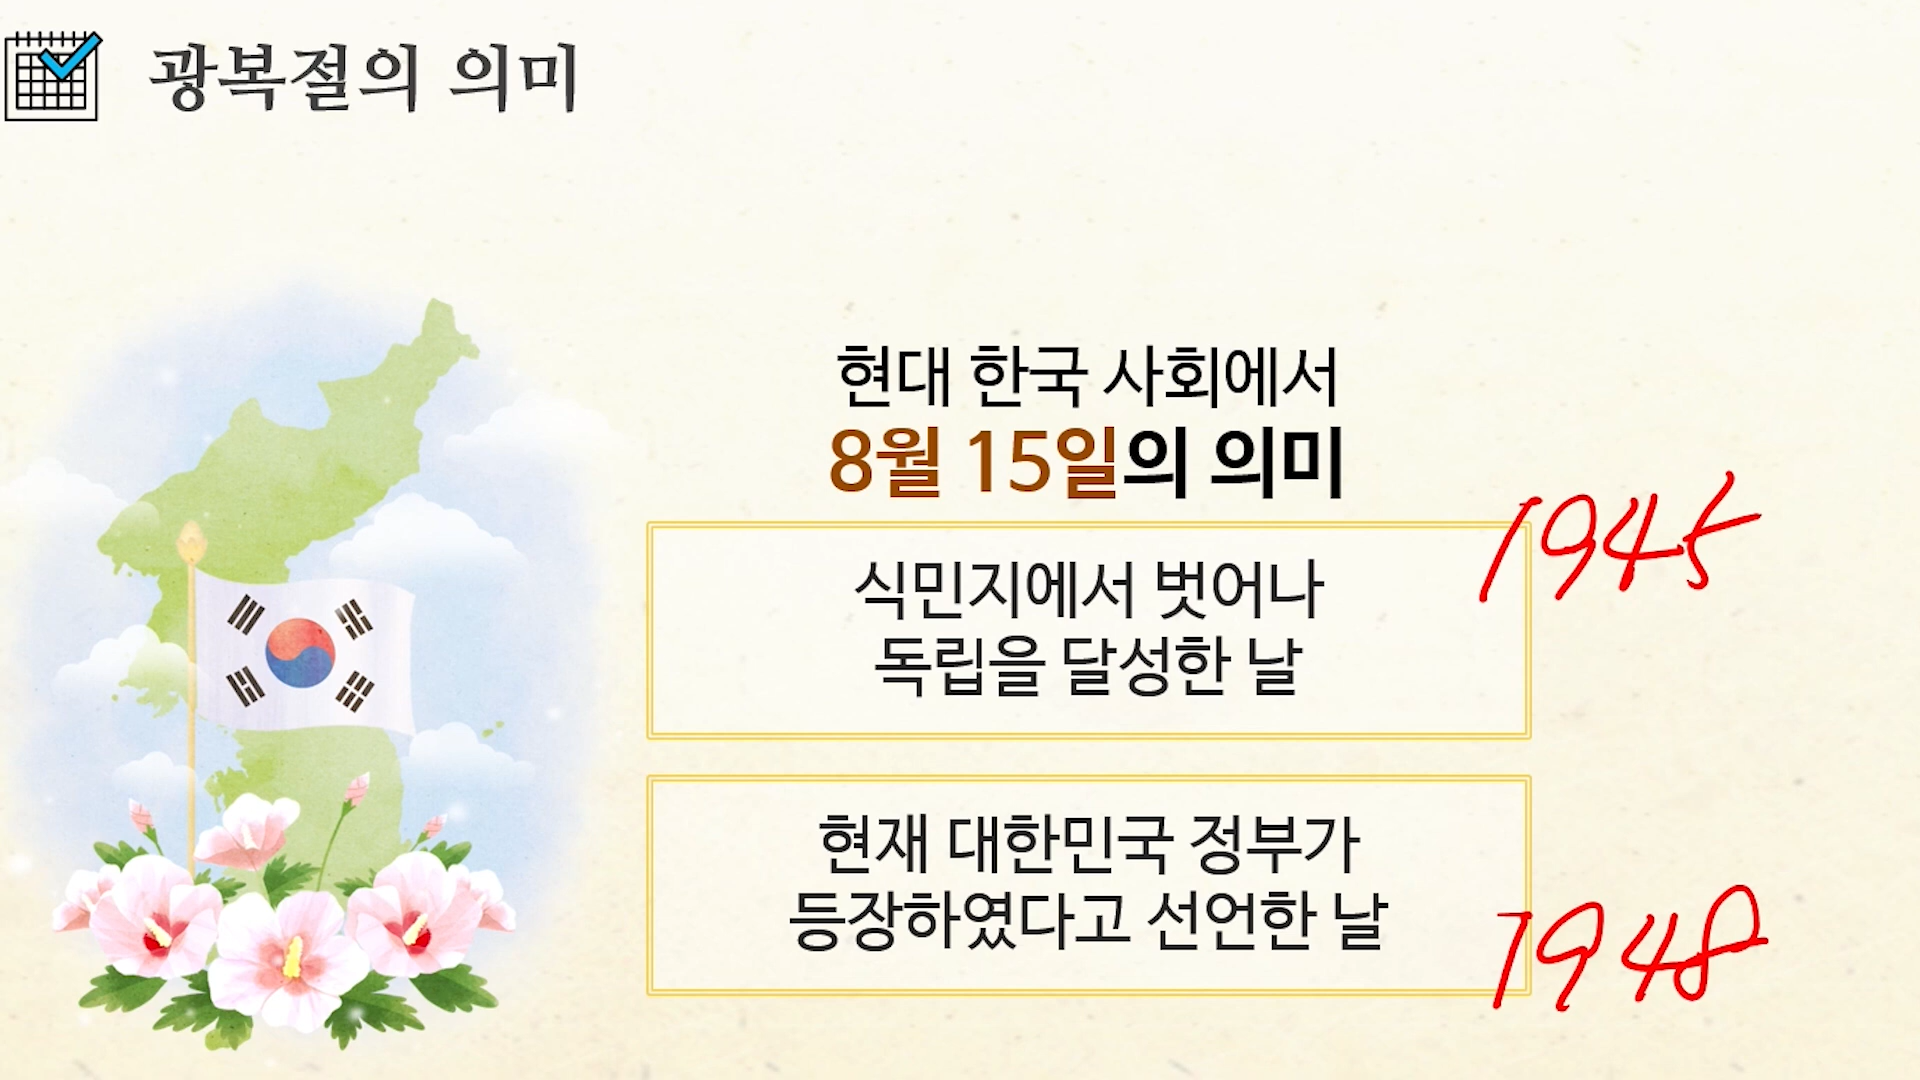 광복절의 의미
현대 한국 사회에서
8월 15일의 의미
1945
식민지에서 벗어나
독립을 달성한 날
현재 대한민국 정부가
등장하였다고 선언한 날
1948